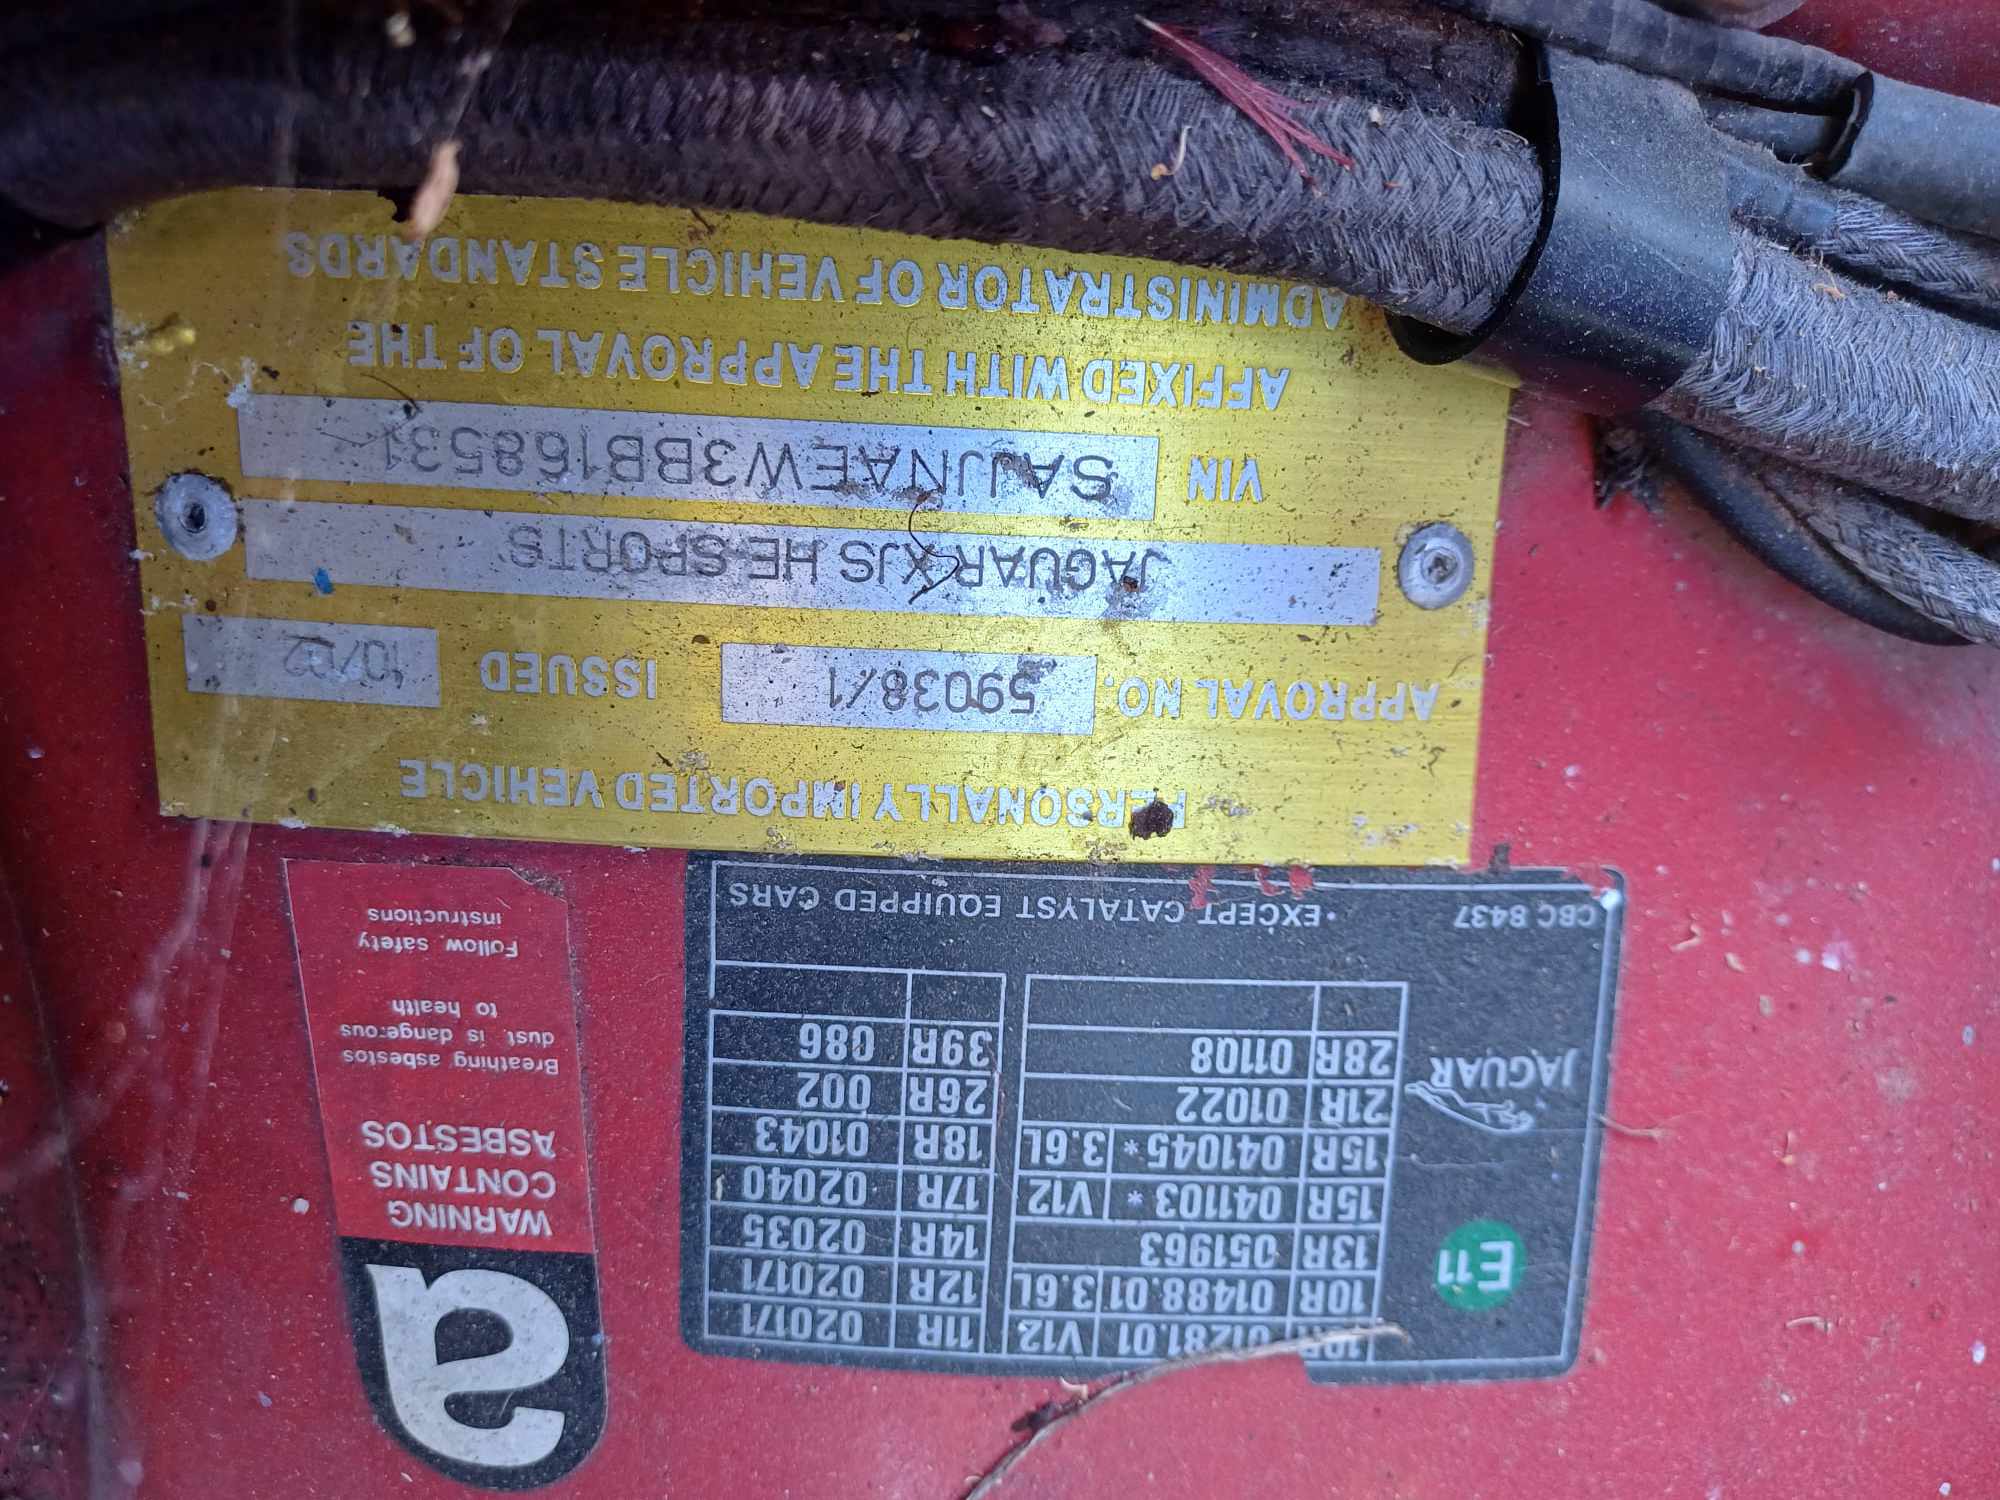 10R 01281.01 V12
10R 01488.01 3.6L
13R 051963
15R 041103 * V12
15R 041045 * 3.6L
21R 01022
28R 01108
11R 020171
12R 020171
14R 02035
17R 02040
18R 01043
26R 002
39R 086
E11
JAGUAR
CBC 8437
•EXCEPT CATALYST EQUIPPED CARS
a
WARNING
CONTAINS
ASBESTOS
Breathing asbestos
dust is dangerous
to health
Follow safety
instructions
PERSONALLY IMPORTED VEHICLE
APPROVAL NO. 59038/1 ISSUED 10/02
JAGUAR XJS HE SPORTS
VIN SAJJNAEW3BB168531
AFFIXED WITH THE APPROVAL OF THE
ADMINISTRATOR OF VEHICLE STANDARDS